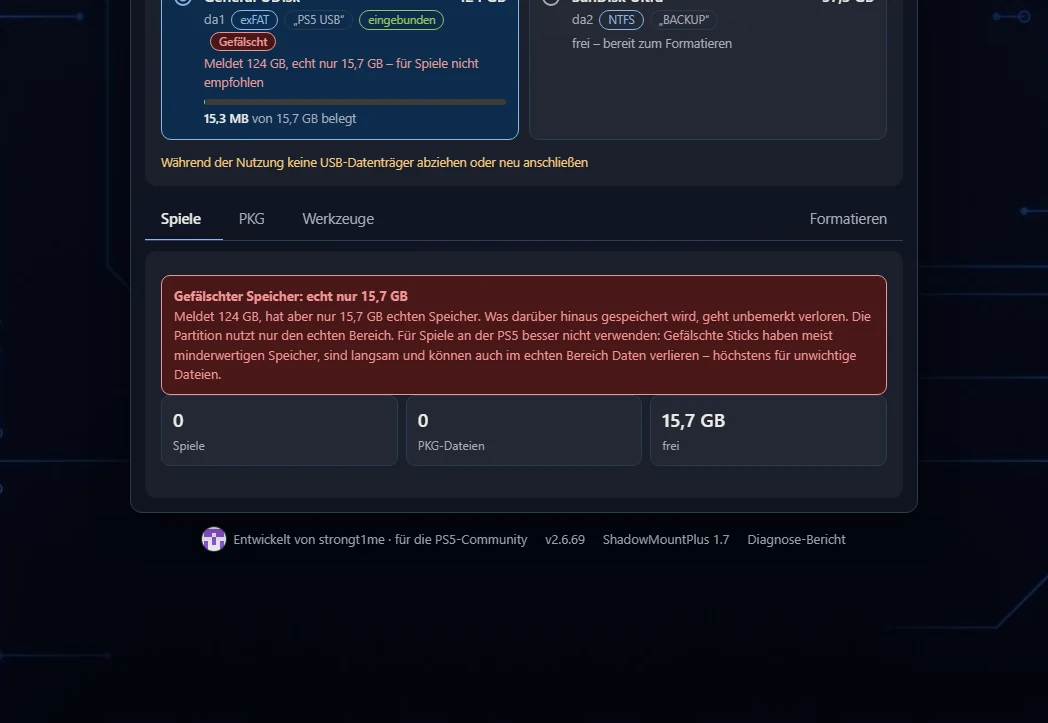 da1 exFAT „PS5 USB“ eingebunden
Gefälscht
Meldet 124 GB, echt nur 15,7 GB – für Spiele nicht
empfohlen
15,3 MB von 15,7 GB belegt
da2 NTFS „BACKUP“
frei – bereit zum Formatieren
Während der Nutzung keine USB-Datenträger abziehen oder neu anschließen
Spiele PKG Werkzeuge Formatieren
Gefälschter Speicher: echt nur 15,7 GB
Meldet 124 GB, hat aber nur 15,7 GB echten Speicher. Was darüber hinaus gespeichert wird, geht unbemerkt verloren. Die
Partition nutzt nur den echten Bereich. Für Spiele an der PS5 besser nicht verwenden: Gefälschte Sticks haben meist
minderwertigen Speicher, sind langsam und können auch im echten Bereich Daten verlieren – höchstens für unwichtige
Dateien.
0
Spiele
0
PKG-Dateien
15,7 GB
frei
Entwickelt von strongt1me · für die PS5-Community v2.6.69 ShadowMountPlus 1.7 Diagnose-Bericht